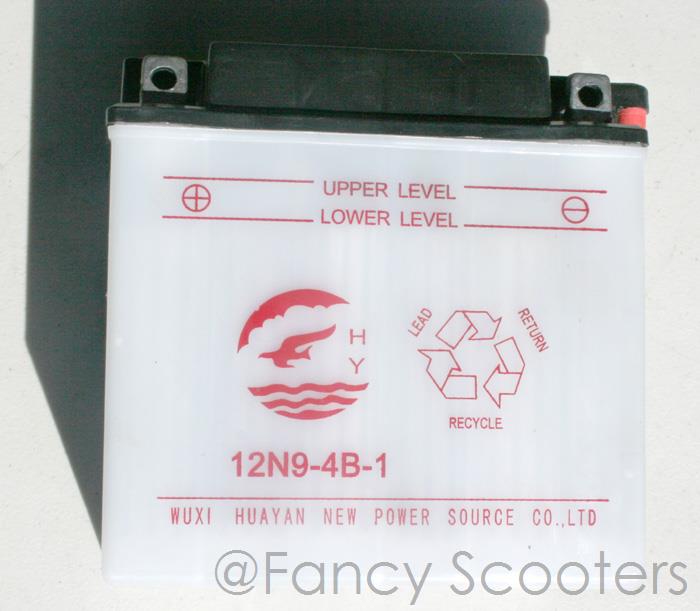 UPPER LEVEL
LOWER LEVEL
H
Y
LEAD
RETURN
RECYCLE
12N9-4B-1
WUXI HUAYAN NEW POWER SOURCE CO.,LTD
@Fancy Scooters